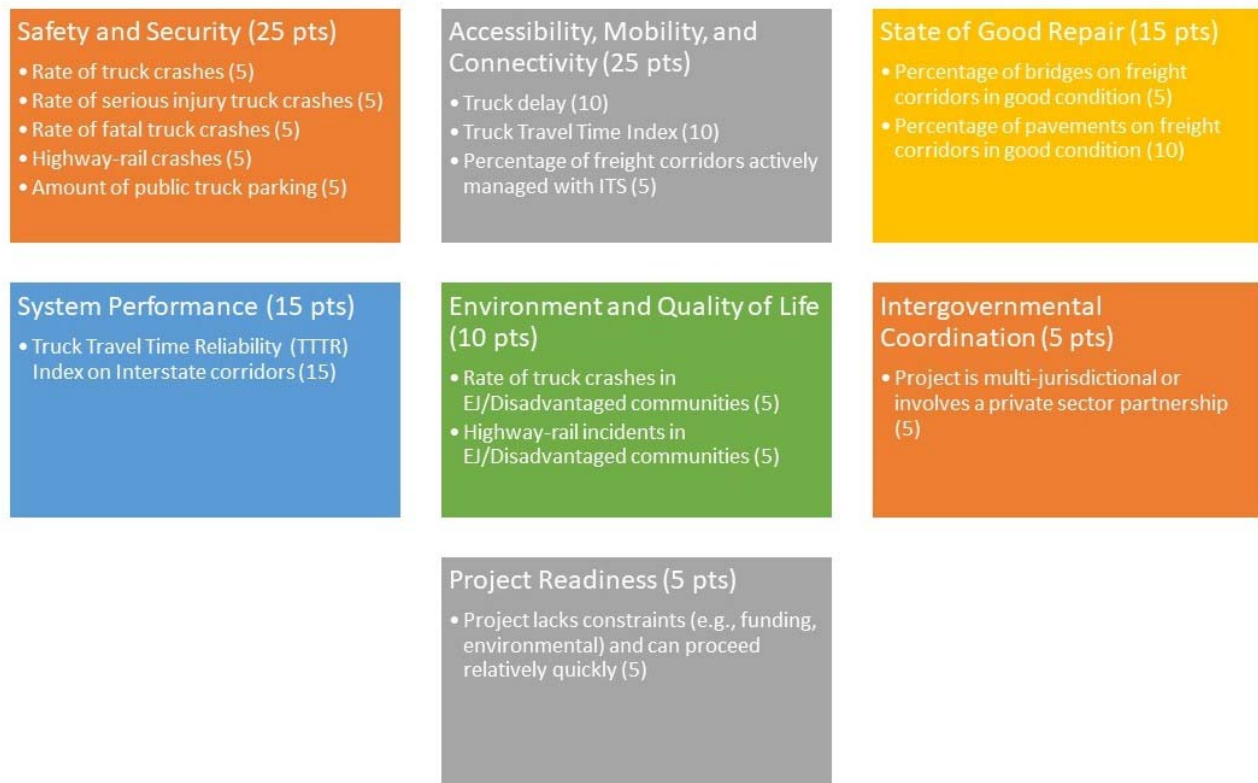 Safety and Security (25 pts)
• Rate of truck crashes (5)
• Rate of serious injury truck crashes (5)
• Rate of fatal truck crashes (5)
• Highway-rail crashes (5)
• Amount of public truck parking (5)
Accessibility, Mobility, and
Connectivity (25 pts)
• Truck delay (10)
• Truck Travel Time Index (10)
• Percentage of freight corridors actively
managed with ITS (5)
State of Good Repair (15 pts)
• Percentage of bridges on freight
corridors in good condition (5)
• Percentage of pavements on freight
corridors in good condition (10)
System Performance (15 pts)
• Truck Travel Time Reliability (TTTR)
Index on Interstate corridors (15)
Environment and Quality of Life
(10 pts)
• Rate of truck crashes in
EJ/Disadvantaged communities (5)
• Highway-rail incidents in
EJ/Disadvantaged communities (5)
Intergovernmental
Coordination (5 pts)
• Project is multi-jurisdictional or
involves a private sector partnership
(5)
Project Readiness (5 pts)
• Project lacks constraints (e.g., funding,
environmental) and can proceed
relatively quickly (5)